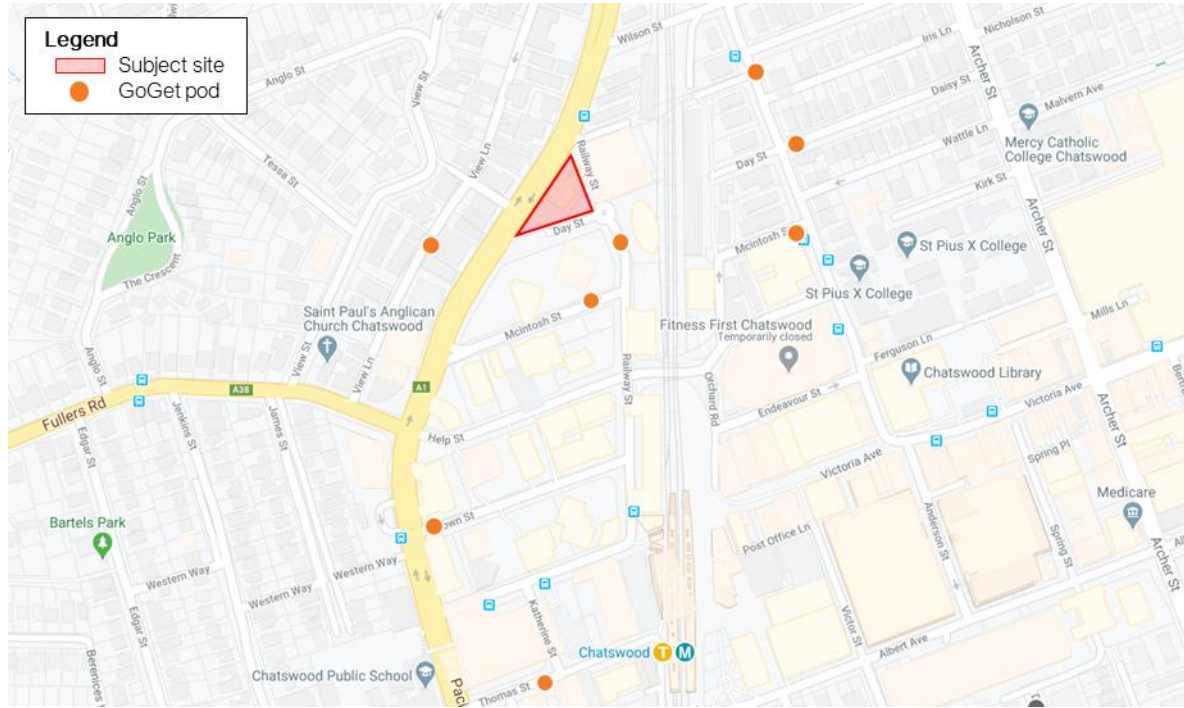 Legend
Subject site
GoGet pod
Wilson St
Iris Ln
Nicholson St
Archer St
Anglo St
View St
Daisy St
Malvern Ave
Tessa St
View Ln
Railway St
Wattle Ln
Mercy Catholic
College Chatswood
Day St
Kirk St
Anglo St
Anglo Park
Day St
Mcintosh S
Archer St
St Pius X College
The Crescent
St Pius X College
Saint Paul's Anglican
Church Chatswood
Mcintosh St
Fitness First Chatswood
Temporarily closed
Mills Ln
Ferguson Ln
Anglo St
View St
View Ln
Railway St
Chatswood Library
A38
A1
Orchard Rd
Endeavour St
Victoria Ave
Fullers Rd
Jenkins St
James St
Help St
Archer St
Edgar St
Victoria Ave
Spring Pl
Medicare
Bartels Park
own St
Post Office Ln
Anderson St
Spring St
Al
Archer St
Western Way
Western Way
Western Way
Edgar St
Katherine St
Victor St
Albert Ave
Berenices
Chatswood
T
M
Chatswood Public School
Thomas St
Paci